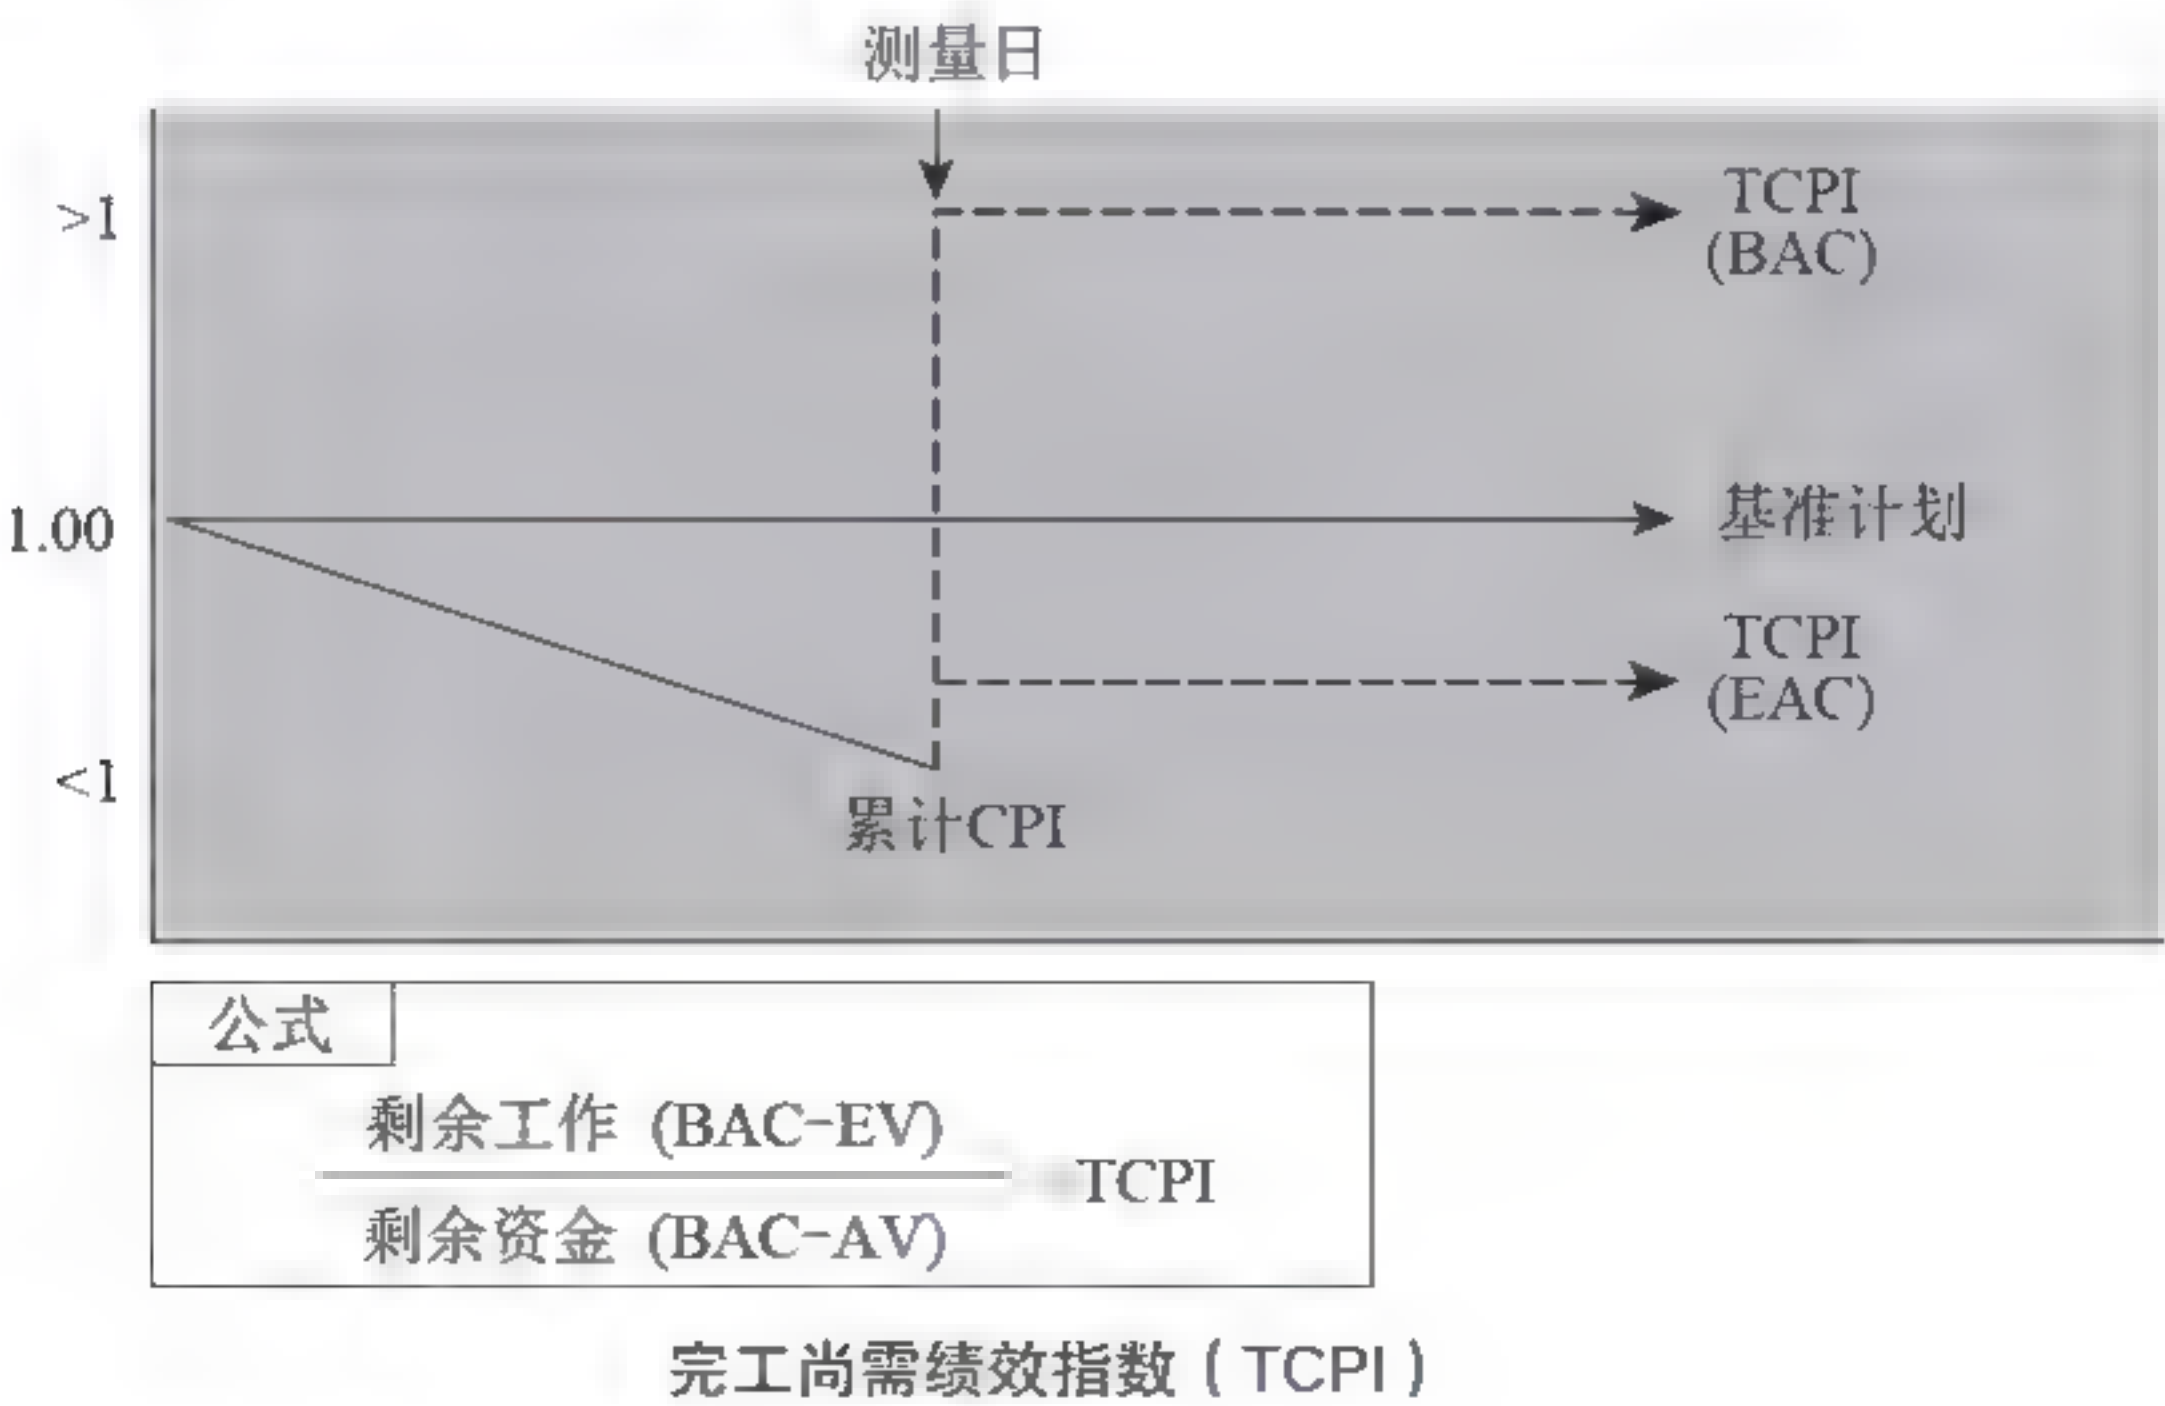 测量日
>1
TCPI
(BAC)
1.00
基准计划
TCPI
(EAC)
<1
累计CPI
公式
剩余工作 (BAC-EV)
TCPI
剩余资金 (BAC-AV)
完工尚需绩效指数(TCPI)